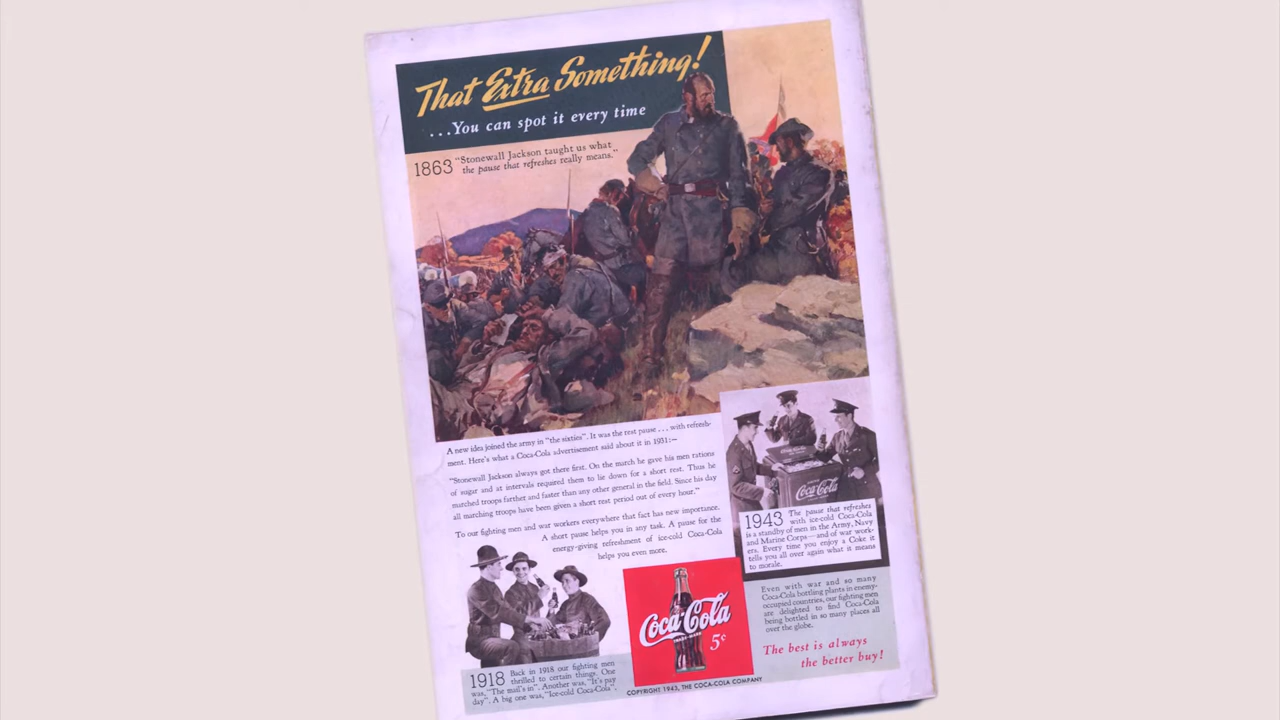 That Extra Something!
...You can spot it every time
1863 "Stonewall Jackson taught us what
the pause that refreshes really means."
A new idea joined the army in "the sixties". It was the rest pause . . . with refresh-
ment. Here's what a Coca-Cola advertisement said about it in 1931:—
"Stonewall Jackson always got there first. On the march he gave his men rations
of sugar and at intervals required them to lie down for a short rest. Thus he
marched troops farther and faster than any other general in the field. Since his day
all marching troops have been given a short rest period out of every hour."
To our fighting men and war workers everywhere that fact has new importance.
A short pause helps you in any task. A pause for the
energy-giving refreshment of ice-cold Coca-Cola
helps you even more.
Coca-Cola
1943 The pause that refreshes
with ice-cold Coca-Cola
is a standby of men in the Army, Navy
and Marine Corps—and of war work-
ers. Every time you enjoy a Coke it
tells you all over again what it means
to morale.
1918 Back in 1918 our fighting men
thrilled to certain things. One
was, "The mail's in". Another was, "It's pay
day". A big one was, "Ice-cold Coca-Cola".
Coca-Cola
TRADE-MARK
5¢
Even with war and so many
Coca-Cola bottling plants in enemy-
occupied countries, our fighting men
are delighted to find Coca-Cola
being bottled in so many places all
over the globe.
The best is always
the better buy!
COPYRIGHT 1943, THE COCA-COLA COMPANY